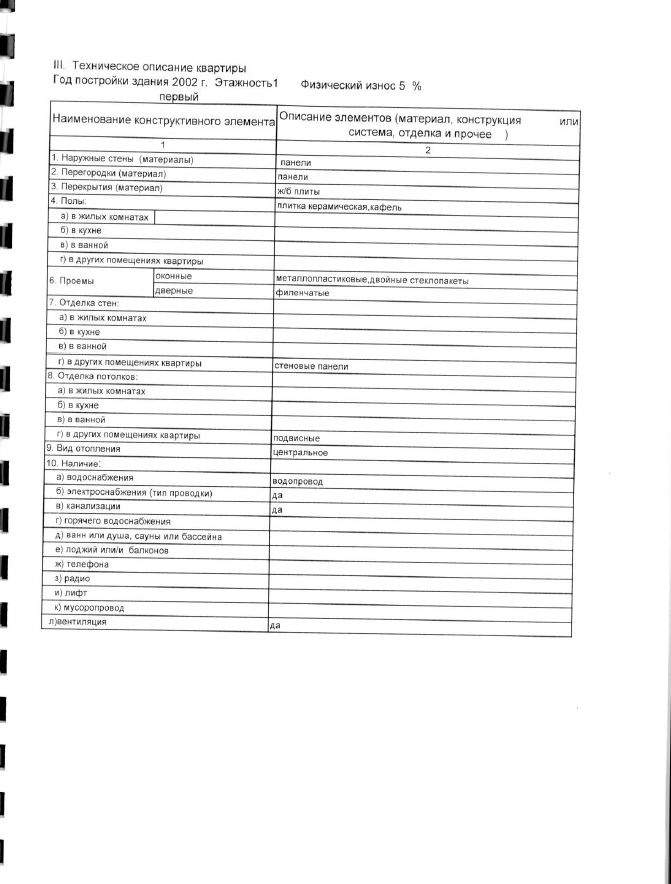 III. Техническое описание квартиры
Год постройки здания 2002 г. Этажность1 Физический износ 5 %
первый
Наименование конструктивного элемента Описание элементов (материал, конструкция или
система, отделка и прочее )
1 2
1. Наружные стены (материалы) панели
2. Перегородки (материал) панели
3. Перекрытия (материал) ж/б плиты
4. Полы: плитка керамическая,кафель
а) в жилых комнатах
б) в кухне
в) в ванной
г) в других помещениях квартиры
6. Проемы оконные металлопластиковые,двойные стеклопакеты
дверные филенчатые
7. Отделка стен:
а) в жилых комнатах
б) в кухне
в) в ванной
г) в других помещениях квартиры стеновые панели
8. Отделка потолков:
а) в жилых комнатах
б) в кухне
в) в ванной
г) в других помещениях квартиры подвисные
9. Вид отопления центральное
10. Наличие:
а) водоснабжения водопровод
б) электроснабжения (тип проводки) да
в) канализации да
г) горячего водоснабжения
д) ванн или душа, сауны или бассейна
е) лоджий или/и балконов
ж) телефона
з) радио
и) лифт
к) мусоропровод
л)вентиляция да